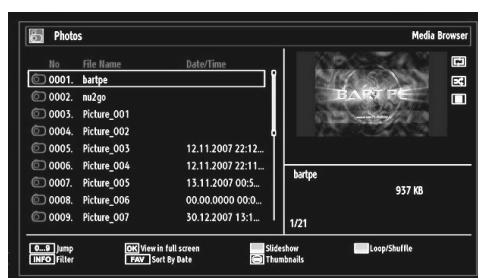 Photos Media Browser
No File Name Date/Time
0001. bartpe
0002. nu2go
0003. Picture_001
0004. Picture_002
0005. Picture_003 12.11.2007 22:12...
0006. Picture_004 12.11.2007 22:11...
0007. Picture_005 13.11.2007 00:5...
0008. Picture_006 00.00.0000 00:0...
0009. Picture_007 30.12.2007 13:1...
BART PE
bartpe
937 KB
1/21
0...9 Jump OK View in full screen Slideshow Loop/Shuffle
INFO Filter FAV Sort By Date Thumbnails